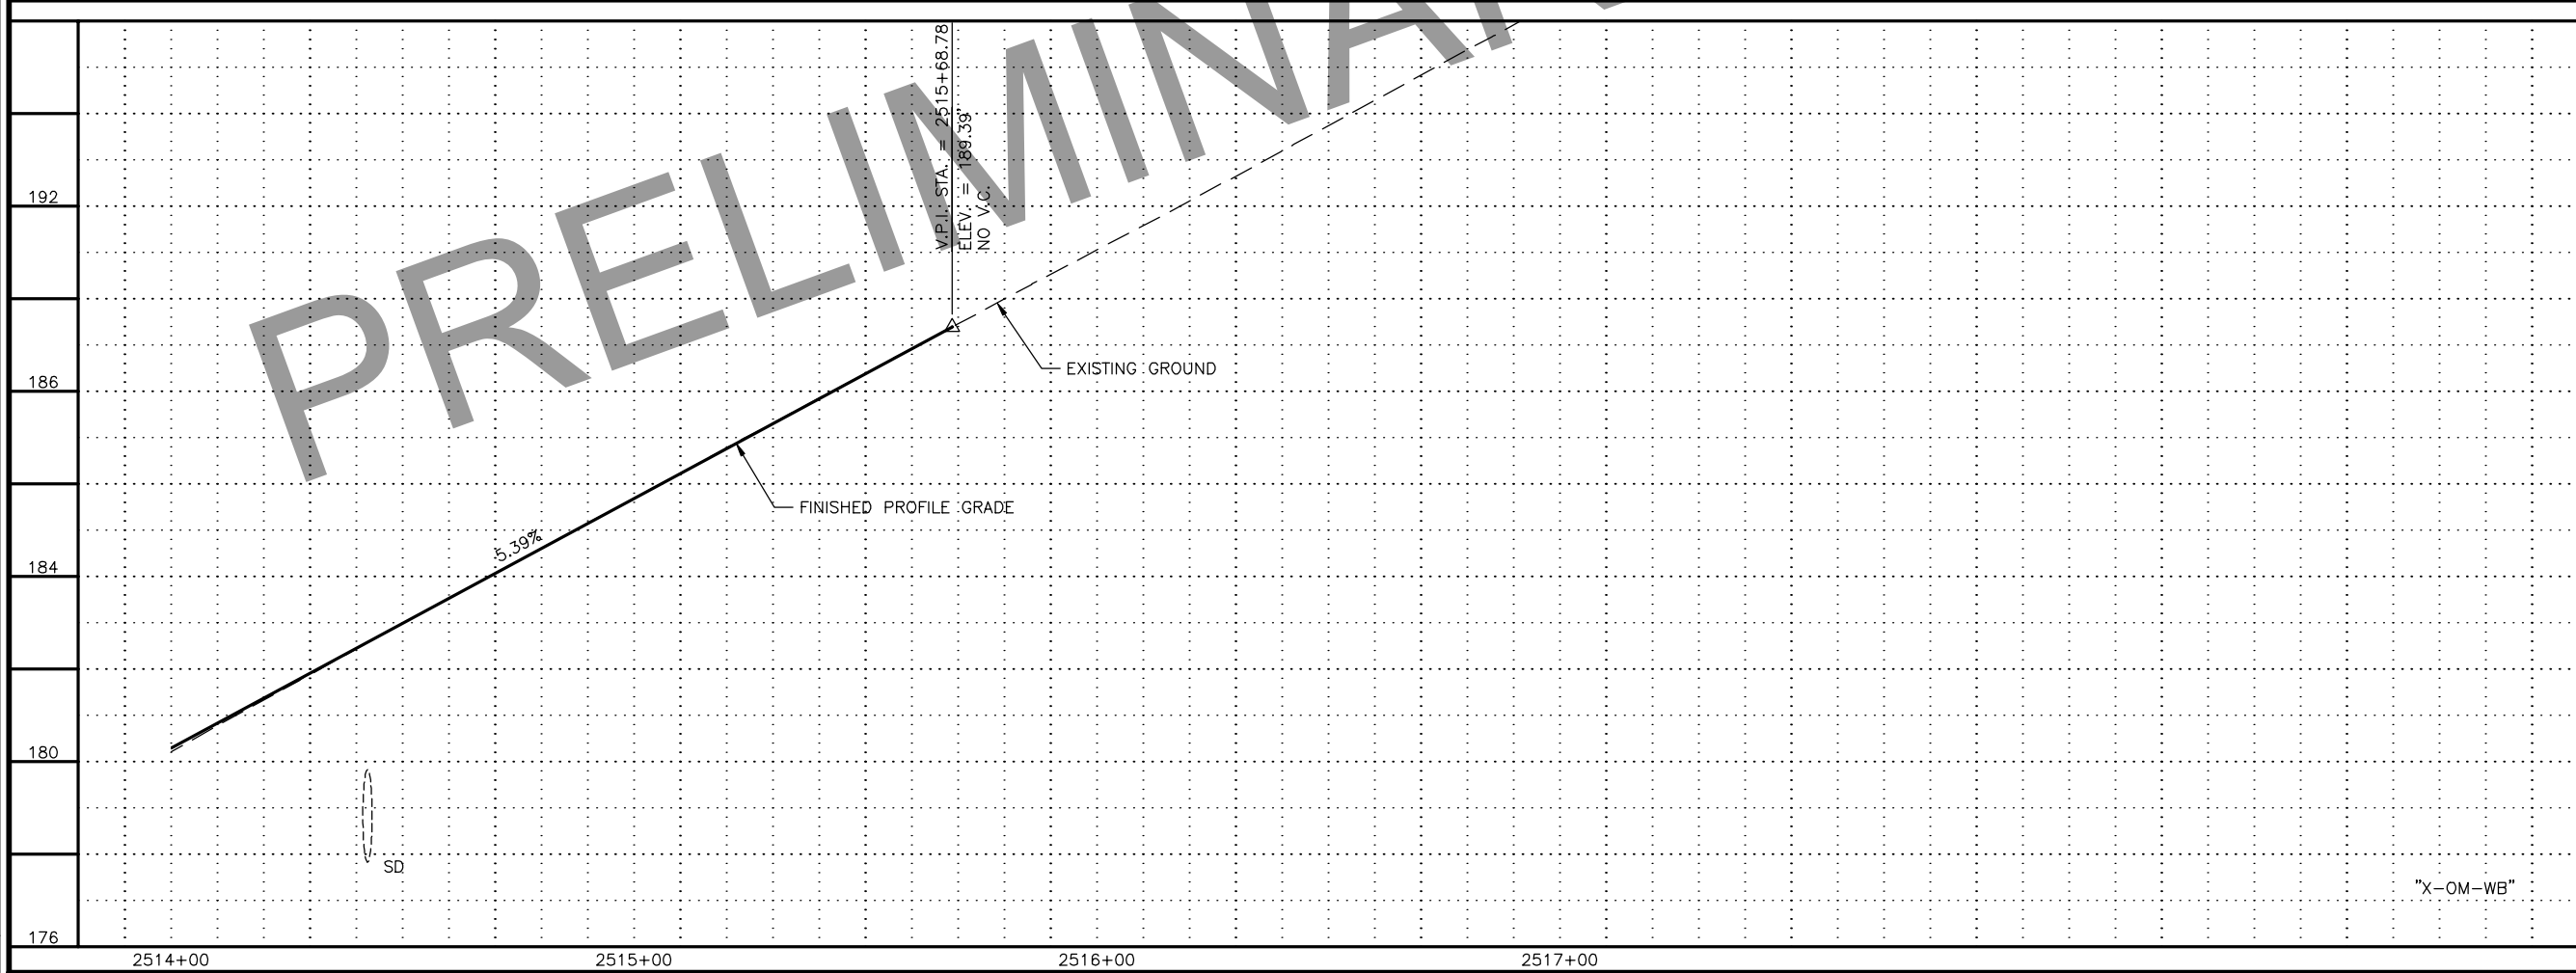 PRELIMINAR
V.P.I. STA. = 2515+68.78
ELEV. = 189.39'
NO V.C.
192
186
184
180
176
EXISTING GROUND
FINISHED PROFILE GRADE
5.39%
SD
"X-OM-WB"
2514+00
2515+00
2516+00
2517+00